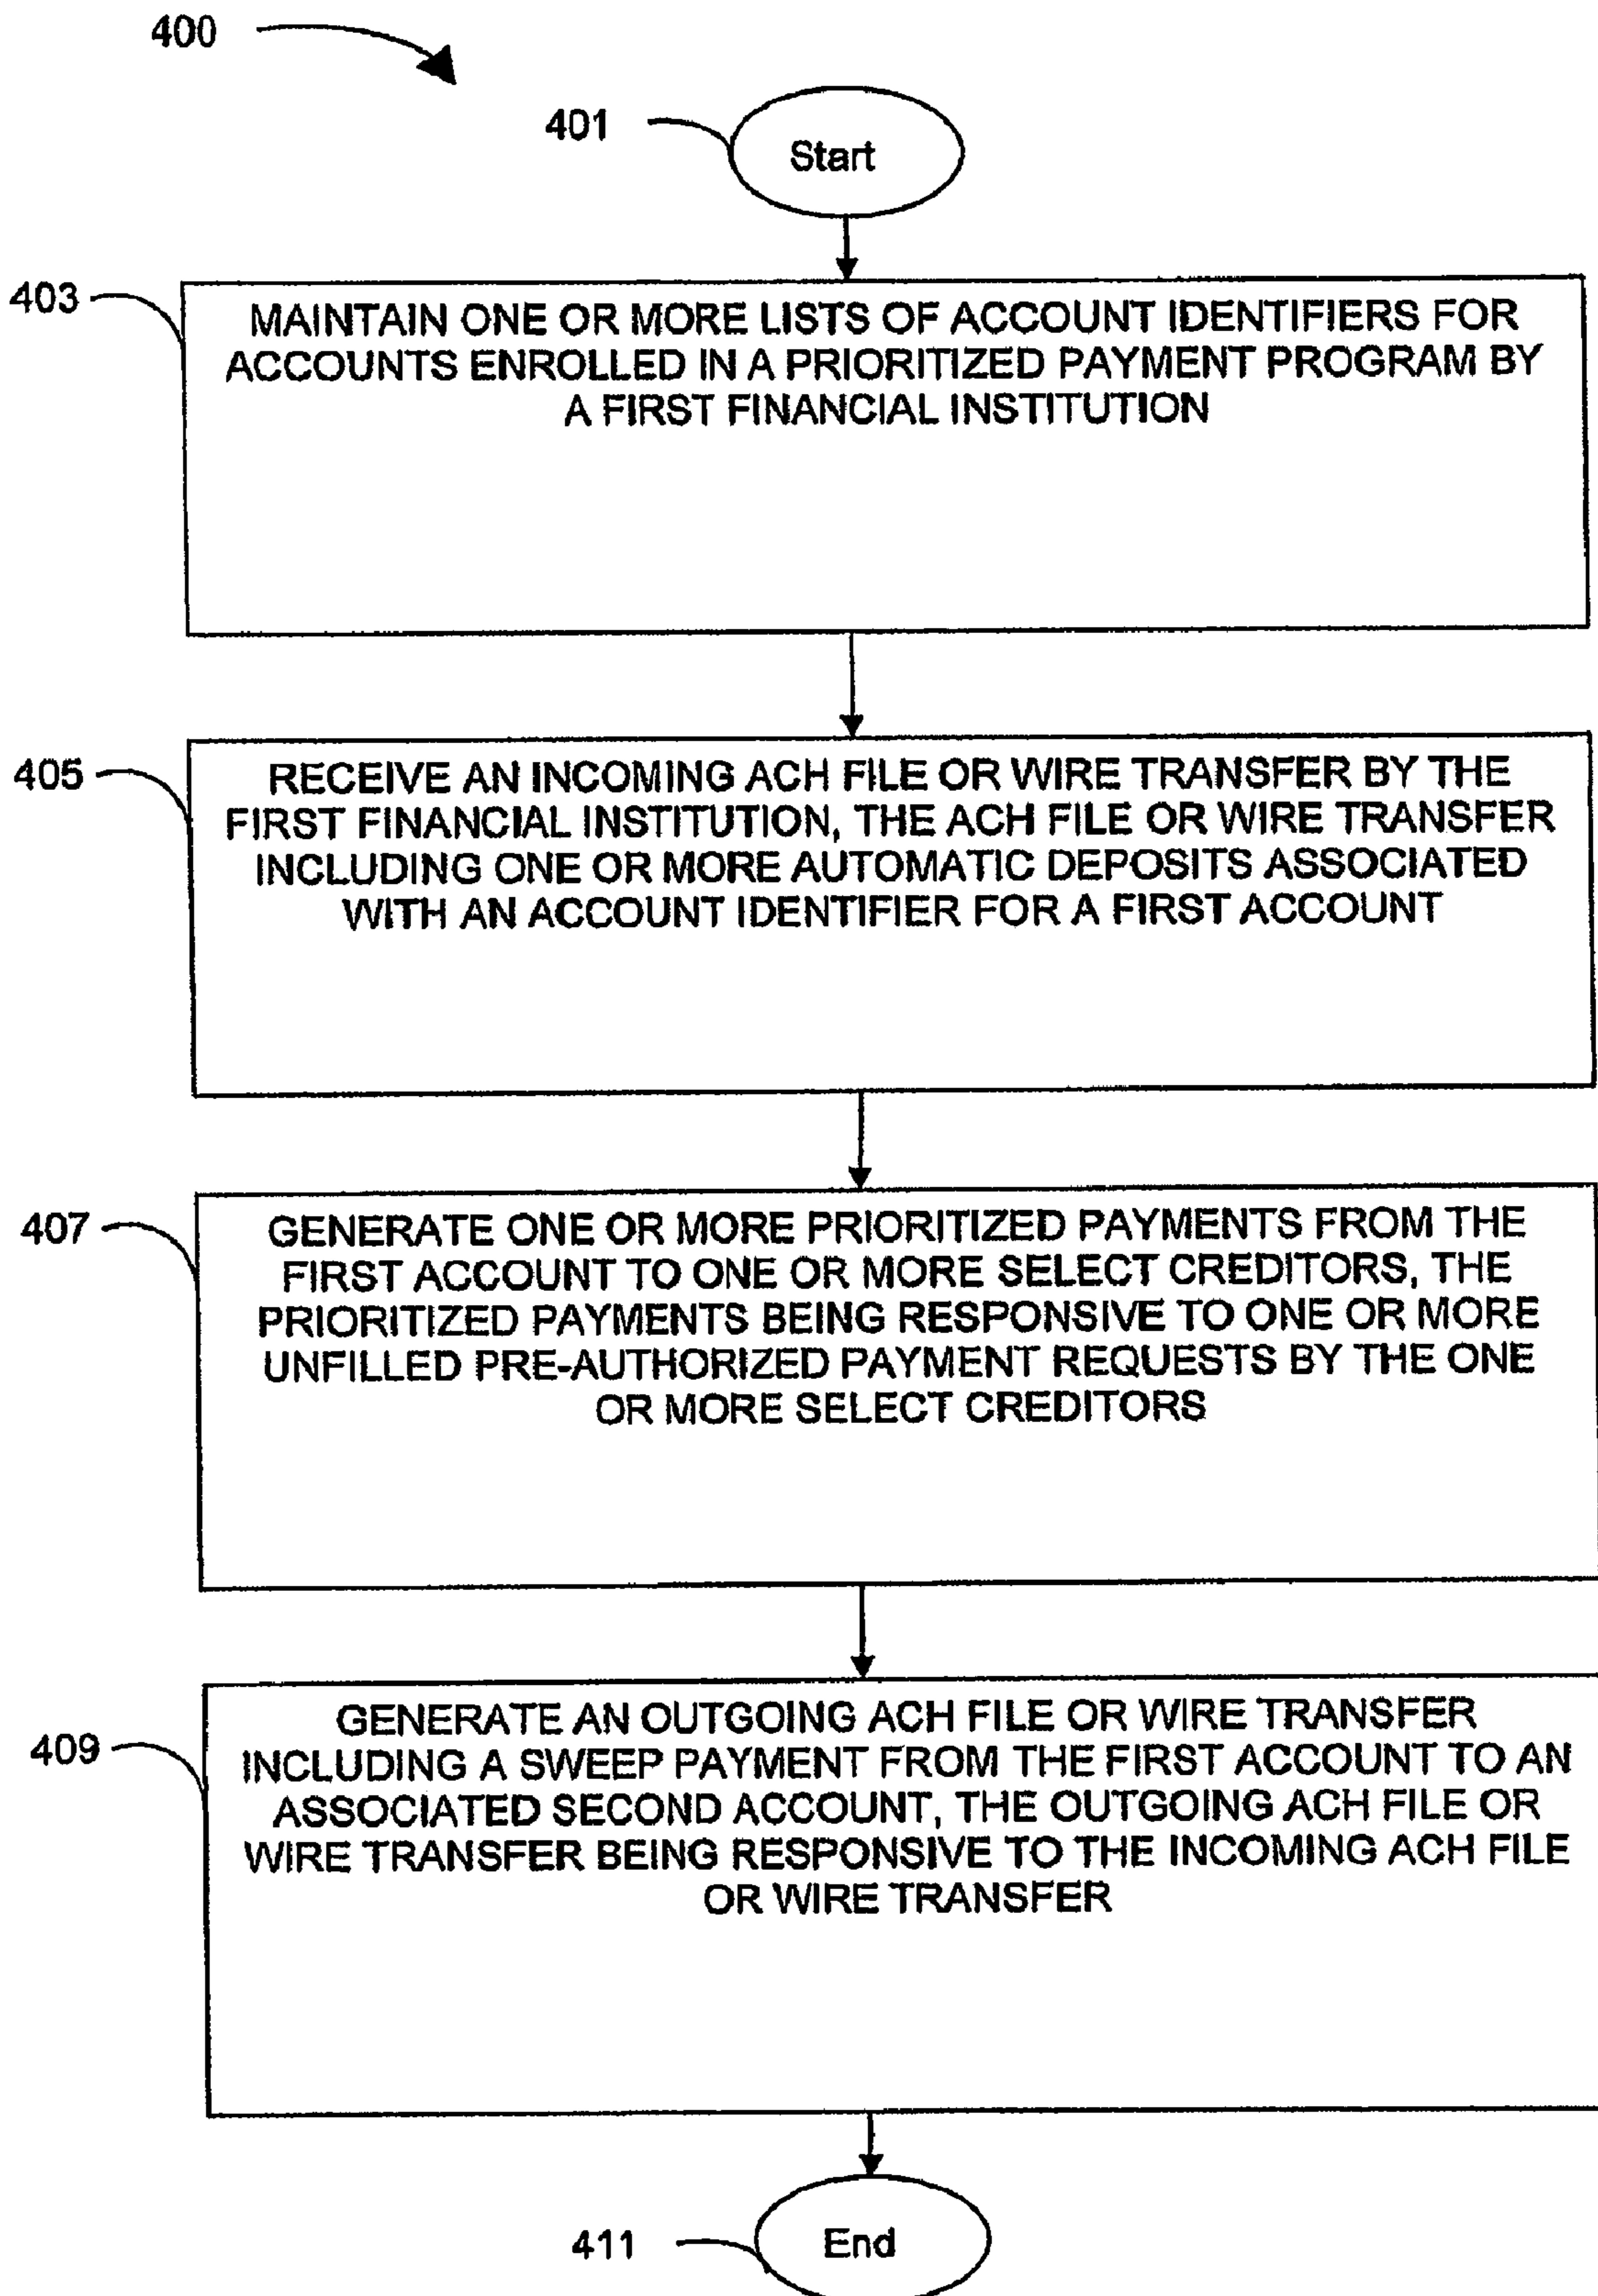 400
401
Start
403
MAINTAIN ONE OR MORE LISTS OF ACCOUNT IDENTIFIERS FOR
ACCOUNTS ENROLLED IN A PRIORITIZED PAYMENT PROGRAM BY
A FIRST FINANCIAL INSTITUTION
405
RECEIVE AN INCOMING ACH FILE OR WIRE TRANSFER BY THE
FIRST FINANCIAL INSTITUTION, THE ACH FILE OR WIRE TRANSFER
INCLUDING ONE OR MORE AUTOMATIC DEPOSITS ASSOCIATED
WITH AN ACCOUNT IDENTIFIER FOR A FIRST ACCOUNT
407
GENERATE ONE OR MORE PRIORITIZED PAYMENTS FROM THE
FIRST ACCOUNT TO ONE OR MORE SELECT CREDITORS, THE
PRIORITIZED PAYMENTS BEING RESPONSIVE TO ONE OR MORE
UNFILLED PRE-AUTHORIZED PAYMENT REQUESTS BY THE ONE
OR MORE SELECT CREDITORS
409
GENERATE AN OUTGOING ACH FILE OR WIRE TRANSFER
INCLUDING A SWEEP PAYMENT FROM THE FIRST ACCOUNT TO AN
ASSOCIATED SECOND ACCOUNT, THE OUTGOING ACH FILE OR
WIRE TRANSFER BEING RESPONSIVE TO THE INCOMING ACH FILE
OR WIRE TRANSFER
411
End